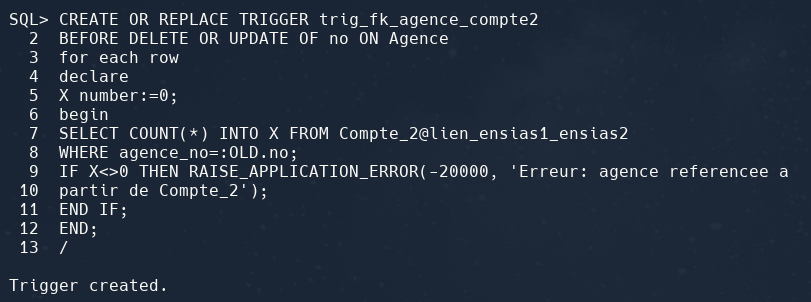 SQL> CREATE OR REPLACE TRIGGER trig_fk_agence_compte2
2 BEFORE DELETE OR UPDATE OF no ON Agence
3 for each row
4 declare
5 X number:=0;
6 begin
7 SELECT COUNT(*) INTO X FROM Compte_2@lien_ensias1_ensias2
8 WHERE agence_no=:OLD.no;
9 IF X<>0 THEN RAISE_APPLICATION_ERROR(-20000, 'Erreur: agence referencee a
10 partir de Compte_2');
11 END IF;
12 END;
13 /
Trigger created.